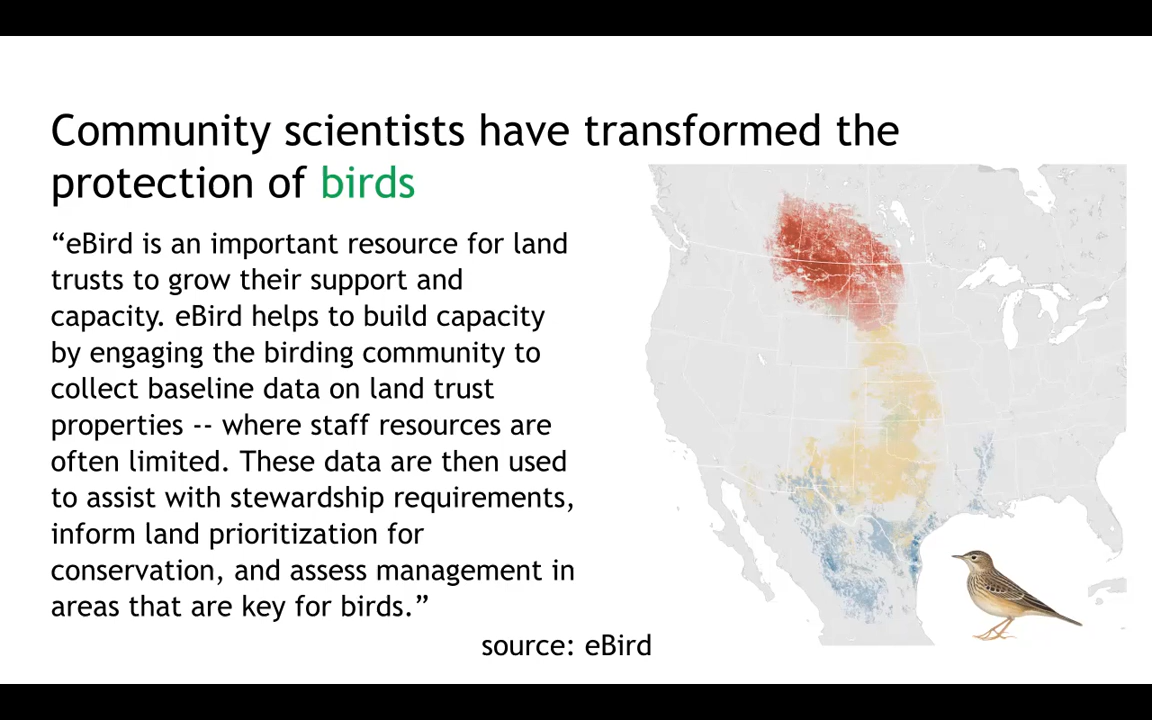 Community scientists have transformed the
protection of birds
“eBird is an important resource for land
trusts to grow their support and
capacity. eBird helps to build capacity
by engaging the birding community to
collect baseline data on land trust
properties -- where staff resources are
often limited. These data are then used
to assist with stewardship requirements,
inform land prioritization for
conservation, and assess management in
areas that are key for birds.”
source: eBird